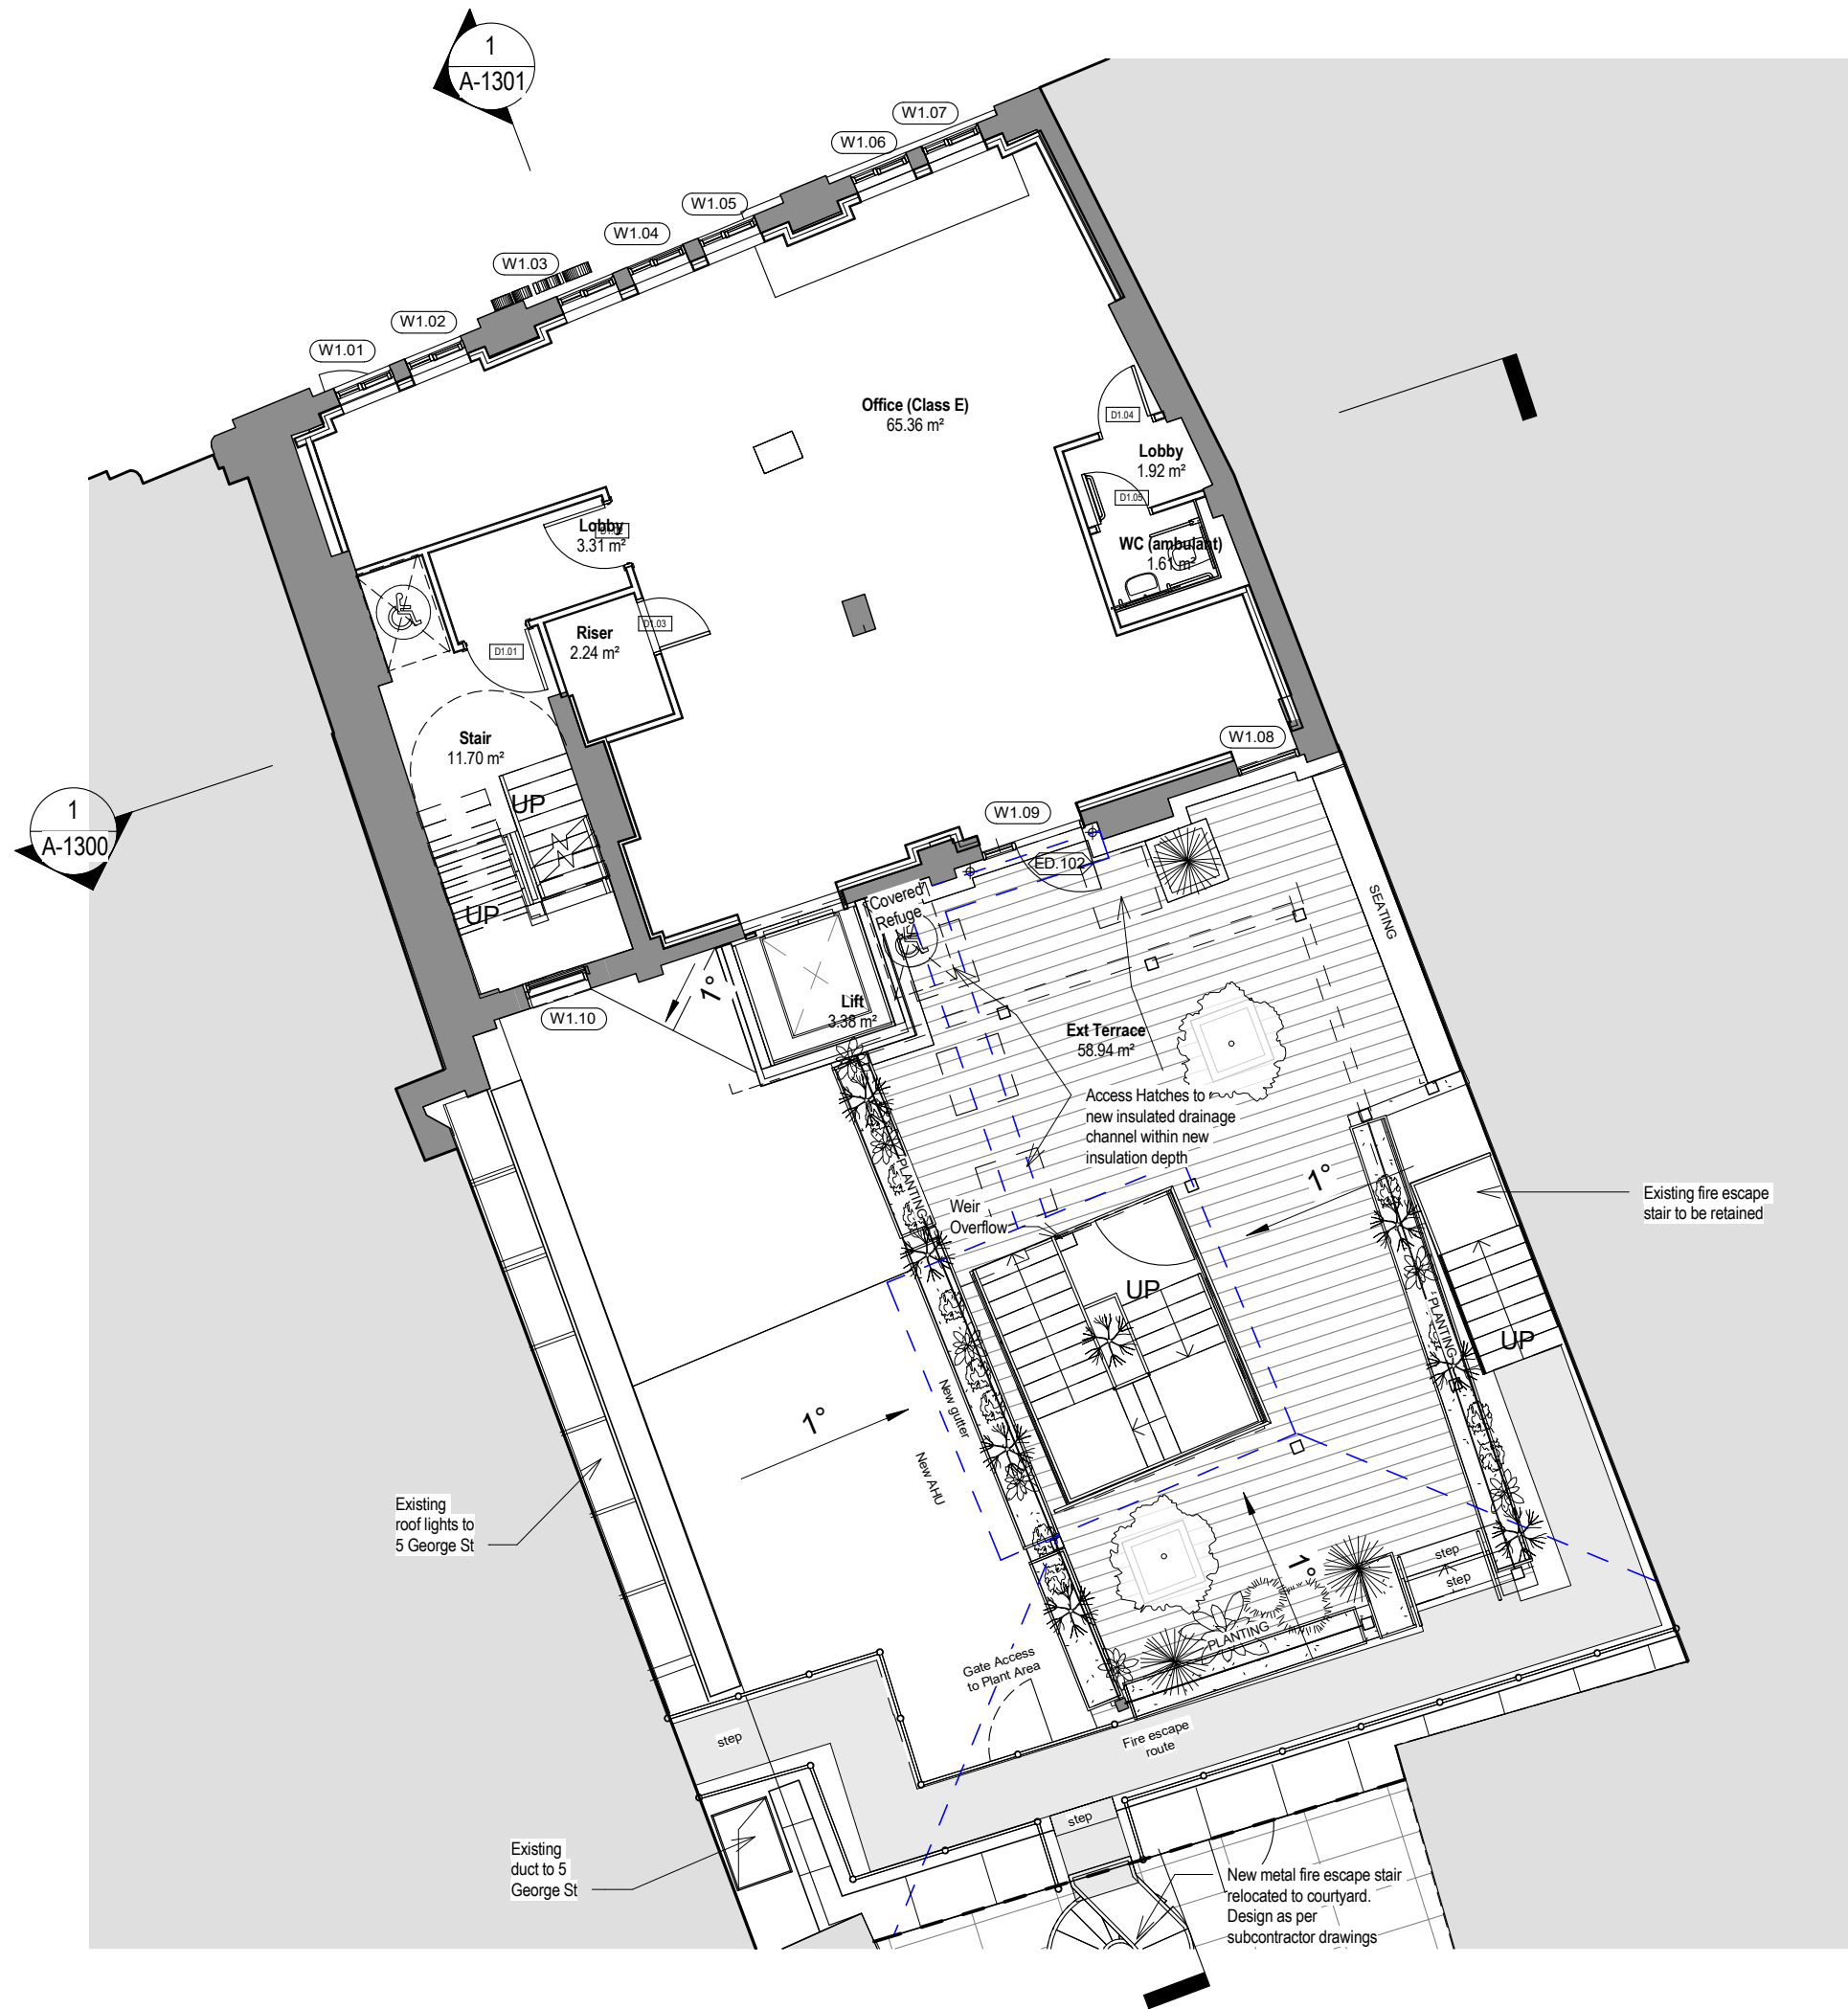 1
A-1301
W1.07
W1.06
W1.05
W1.04
W1.03
W1.02
W1.01
Office (Class E)
65.36 m²
D1.04
Lobby
1.92 m²
D1.05
WC (ambulant)
1.61 m²
Lobby
3.31 m²
Riser
2.24 m²
D1.03
D1.01
Stair
11.70 m²
UP
UP
1
A-1300
W1.08
W1.09
ED.102
Covered
Refuge
SEATING
W1.10
1°
Lift
3.38 m²
Ext Terrace
58.94 m²
Access Hatches to
new insulated drainage
channel within new
insulation depth
PLANTING
Weir
Overflow
1°
Existing fire escape
stair to be retained
UP
UP
PLANTING
New gutter
New AHU
1°
Existing
roof lights to
5 George St
step
step
1°
PLANTING
Gate Access
to Plant Area
Fire escape
route
step
step
Existing
duct to 5
George St
New metal fire escape stair
relocated to courtyard.
Design as per
subcontractor drawings